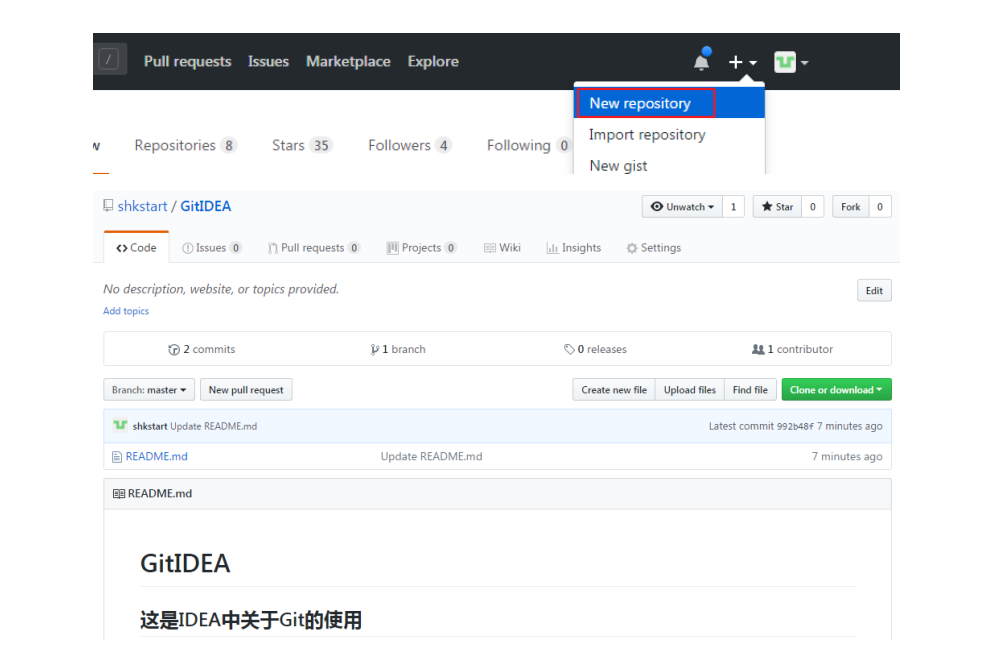 / Pull requests Issues Marketplace Explore
New repository
Import repository
New gist
w Repositories 8 Stars 35 Followers 4 Following 0
shkstart / GitIDEA Unwatch 1 Star 0 Fork 0
Code Issues 0 Pull requests 0 Projects 0 Wiki Insights Settings
No description, website, or topics provided. Edit
Add topics
2 commits 1 branch 0 releases 1 contributor
Branch: master New pull request Create new file Upload files Find file Clone or download
shkstart Update README.md Latest commit 992b48f 7 minutes ago
README.md Update README.md 7 minutes ago
README.md
GitIDEA
这是IDEA中关于Git的使用